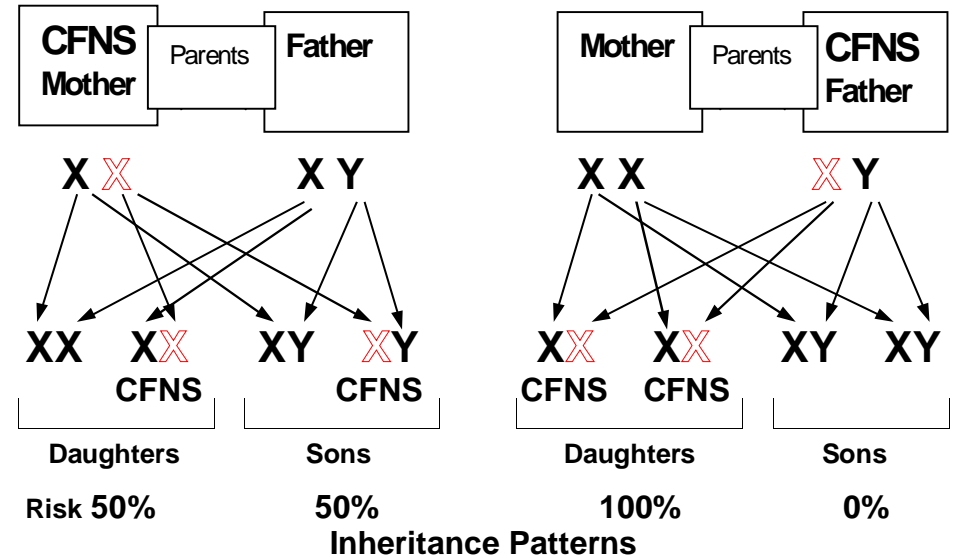 CFNS Mother Parents Father Mother Parents CFNS Father
X X X Y X X X Y
XX XX XY XY XX XX XY XY
CFNS CFNS CFNS CFNS
Daughters Sons Daughters Sons
Risk 50% 50% 100% 0%
Inheritance Patterns